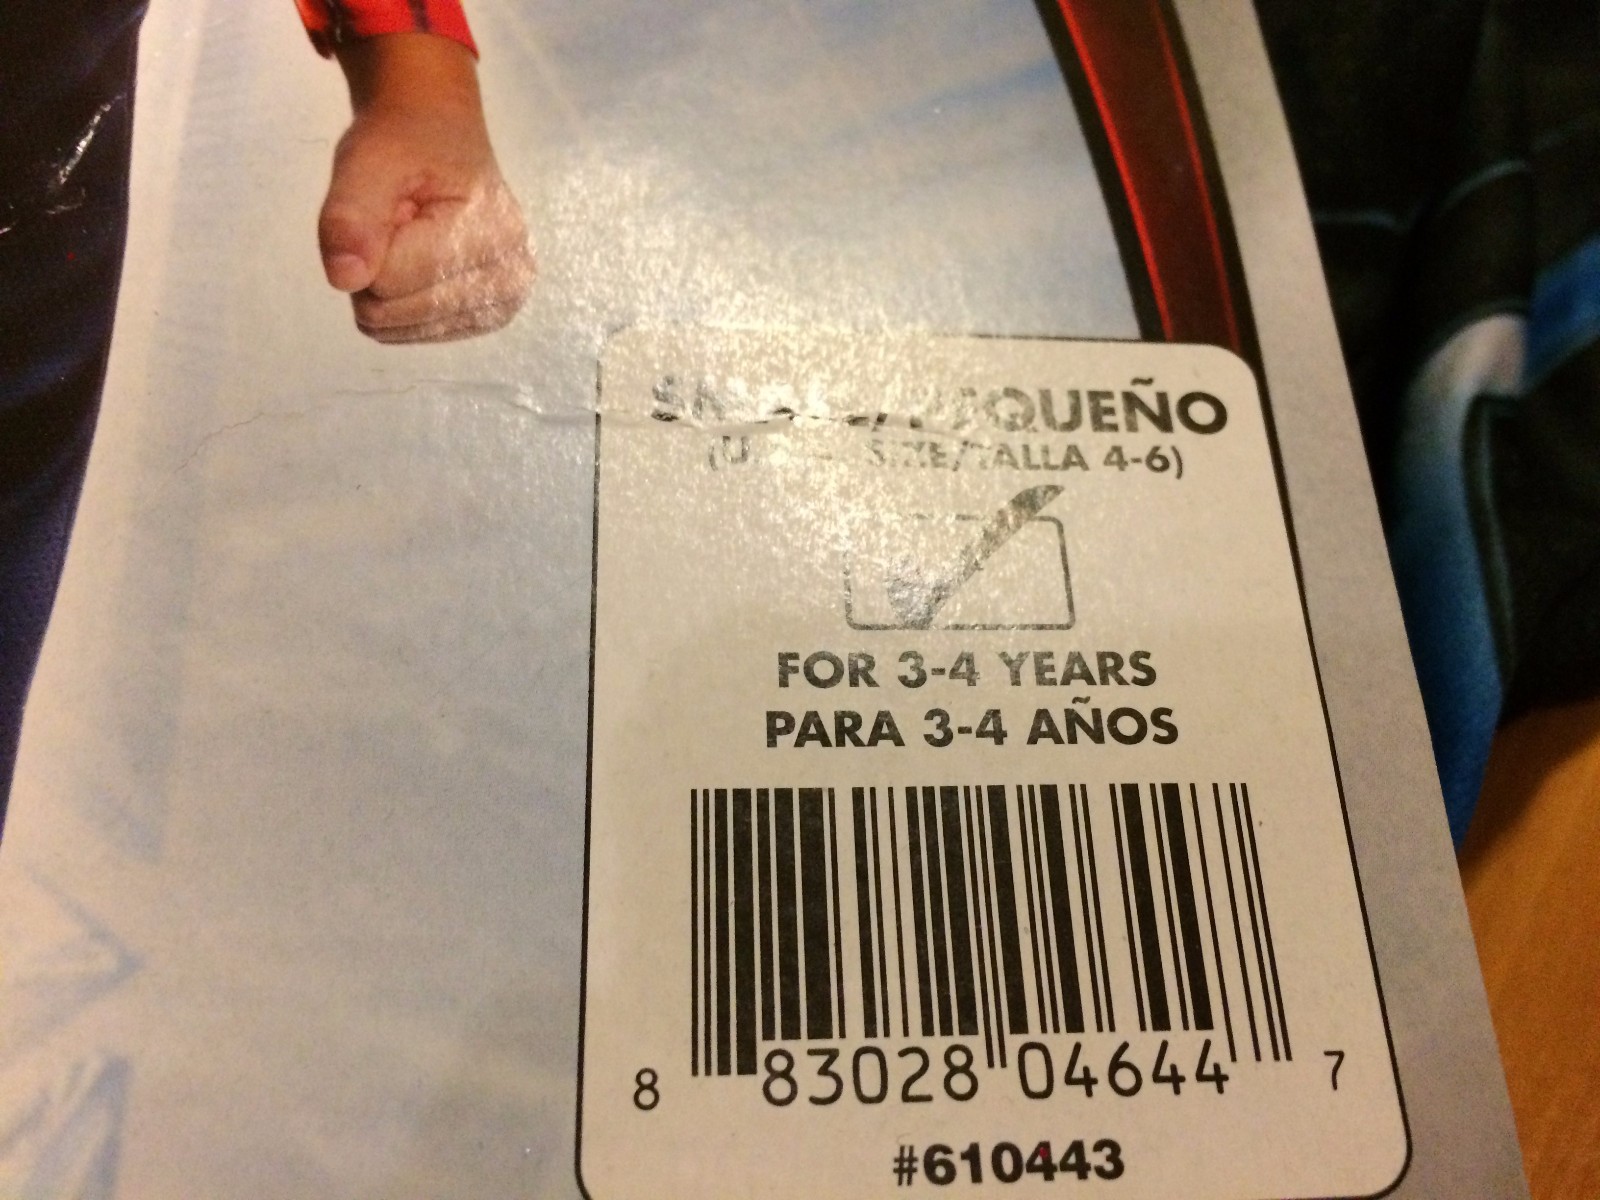 PEQUEÑO
SIZE/TALLA 4-6)
FOR 3-4 YEARS
PARA 3-4 AÑOS
8 83028 04644 7
#610443